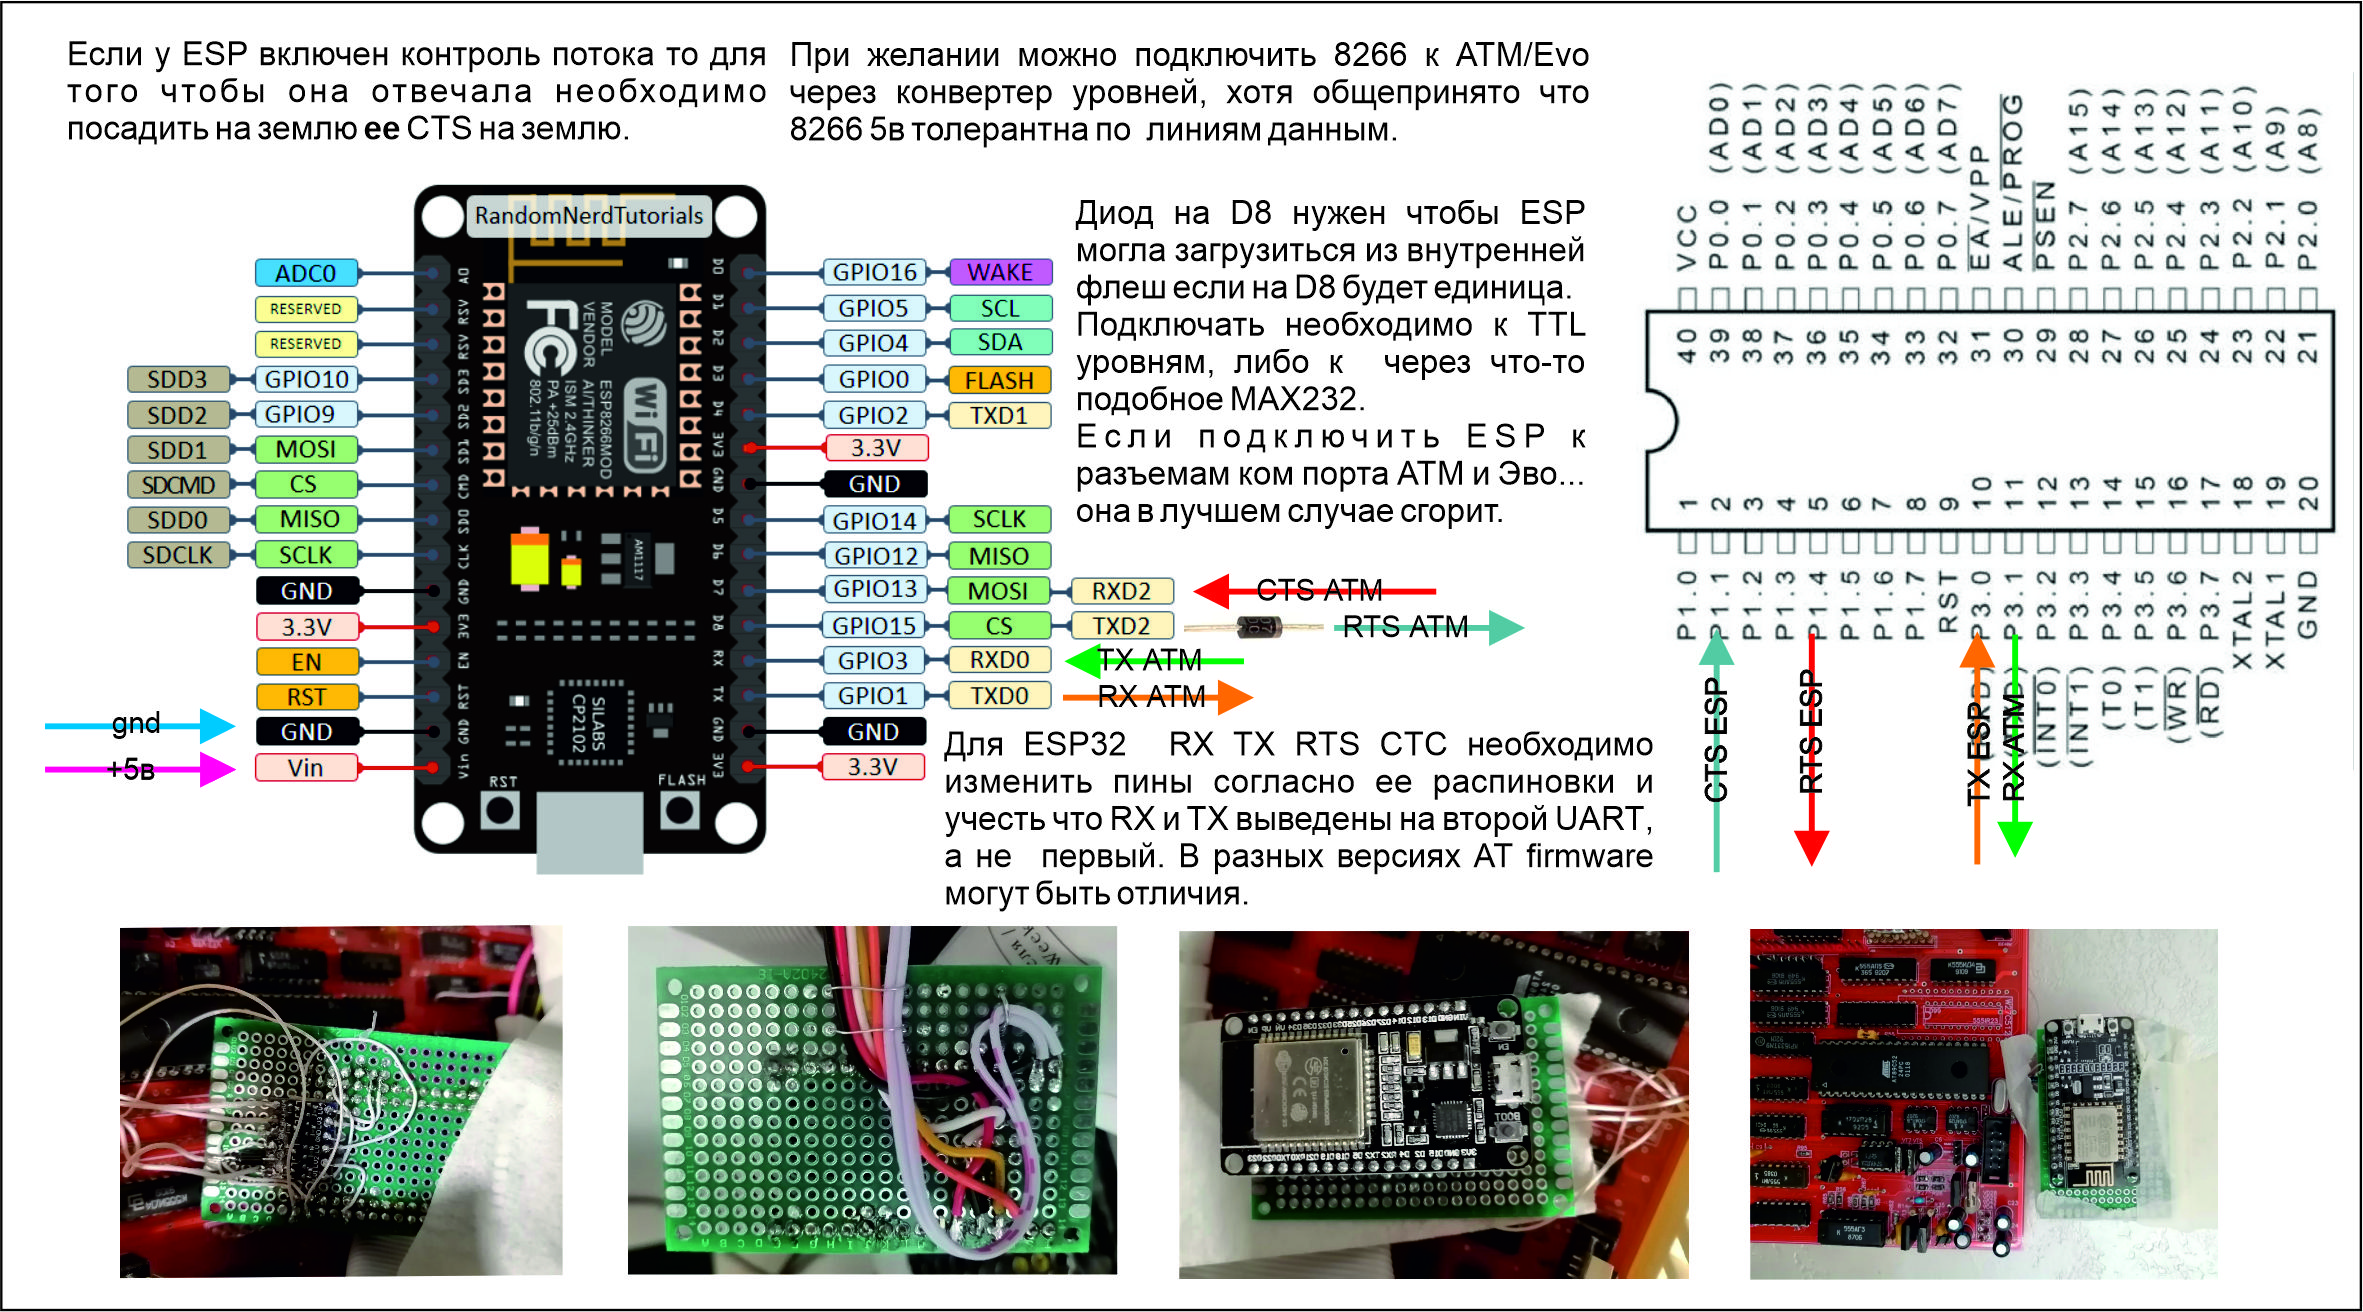 Если у ESP включен контроль потока то для
того чтобы она отвечала необходимо
посадить на землю ее CTS на землю.
При желании можно подключить 8266 к ATM/Evo
через конвертер уровней, хотя общепринято что
8266 5в толерантна по линиям данным.
Диод на D8 нужен чтобы ESP
могла загрузиться из внутренней
флеш если на D8 будет единица.
Подключать необходимо к TTL
уровням, либо к через что-то
подобное MAX232.
Если подключить ESP к
разъемам ком порта АТМ и Эво...
она в лучшем случае сгорит.
RandomNerdTutorials
ADC0
RESERVED
RESERVED
SDD3 GPIO10
SDD2 GPIO9
SDD1 MOSI
SDCMD CS
SDD0 MISO
SDCLK SCLK
GND
3.3V
EN
RST
gnd GND
+5в Vin
A0
RSV
RSV
SD3
SD2
SD1
CMD
SD0
CLK
GND
3V3
EN
RST
GND
Vin
MODEL
VENDOR
ESP8266MOD
AI/THINKER
ISM 2.4GHz
PA +25dBm
802.11b/g/n
FC
WiFi
AM1117
SILABS
CP2102
RST
FLASH
D0
D1
D2
D3
D4
3V3
GND
D5
D6
D7
D8
RX
TX
GND
3V3
GPIO16 WAKE
GPIO5 SCL
GPIO4 SDA
GPIO0 FLASH
GPIO2 TXD1
3.3V
GND
GPIO14 SCLK
GPIO12 MISO
GPIO13 MOSI RXD2 CTS ATM
GPIO15 CS TXD2 RTS ATM
GPIO3 RXD0 TX ATM
GPIO1 TXD0 RX ATM
GND
3.3V
Для ESP32 RX TX RTS CTC необходимо
изменить пины согласно ее распиновки и
учесть что RX и TX выведены на второй UART,
а не первый. В разных версиях AT firmware
могут быть отличия.
VCC
P0.0 (AD0)
P0.1 (AD1)
P0.2 (AD2)
P0.3 (AD3)
P0.4 (AD4)
P0.5 (AD5)
P0.6 (AD6)
P0.7 (AD7)
EA/VPP
ALE/PROG
PSEN
P2.7 (A15)
P2.6 (A14)
P2.5 (A13)
P2.4 (A12)
P2.3 (A11)
P2.2 (A10)
P2.1 (A9)
P2.0 (A8)
40 39 38 37 36 35 34 33 32 31 30 29 28 27 26 25 24 23 22 21
1 2 3 4 5 6 7 8 9 10 11 12 13 14 15 16 17 18 19 20
P1.0
P1.1
P1.2
P1.3
P1.4
P1.5
P1.6
P1.7
RST
P3.0
P3.1
P3.2 (INT0)
P3.3 (INT1)
P3.4 (T0)
P3.5 (T1)
P3.6 (WR)
P3.7 (RD)
XTAL2
XTAL1
GND
CTS ESP
RTS ESP
TX ESP
RX ATM
EN
BOOT